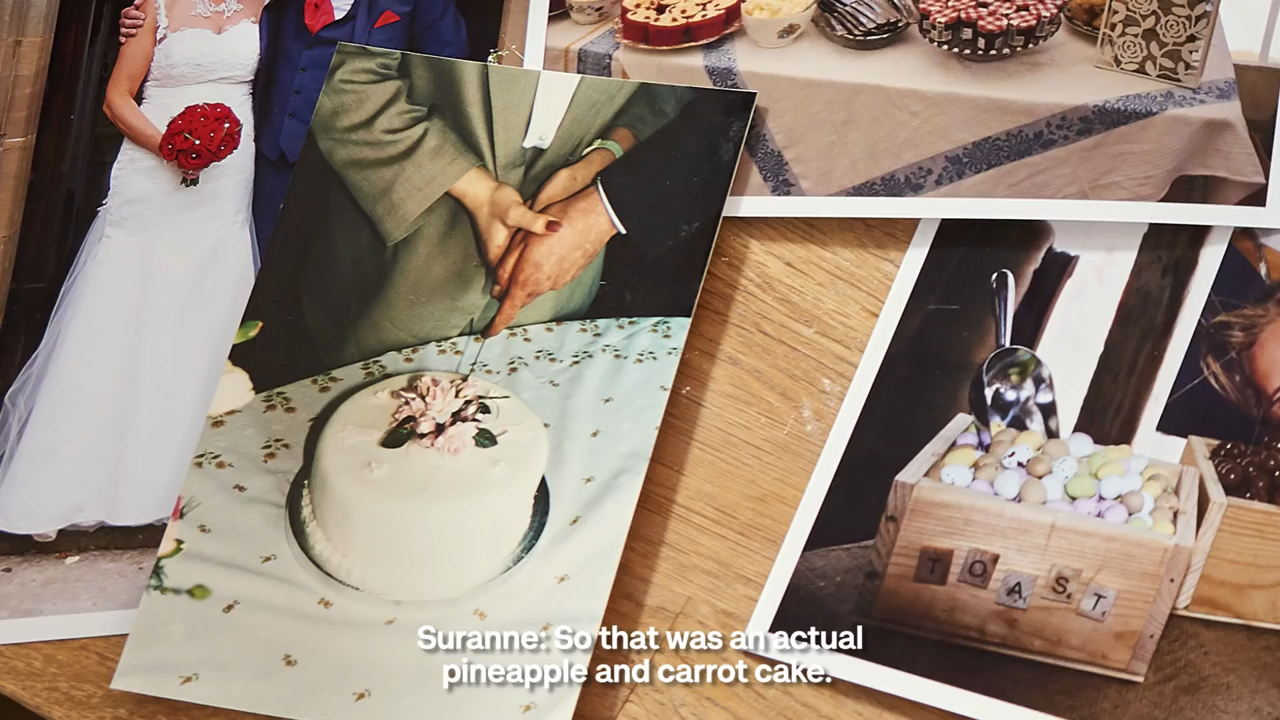 TOAST
Suranne: So that was an actual
pineapple and carrot cake.